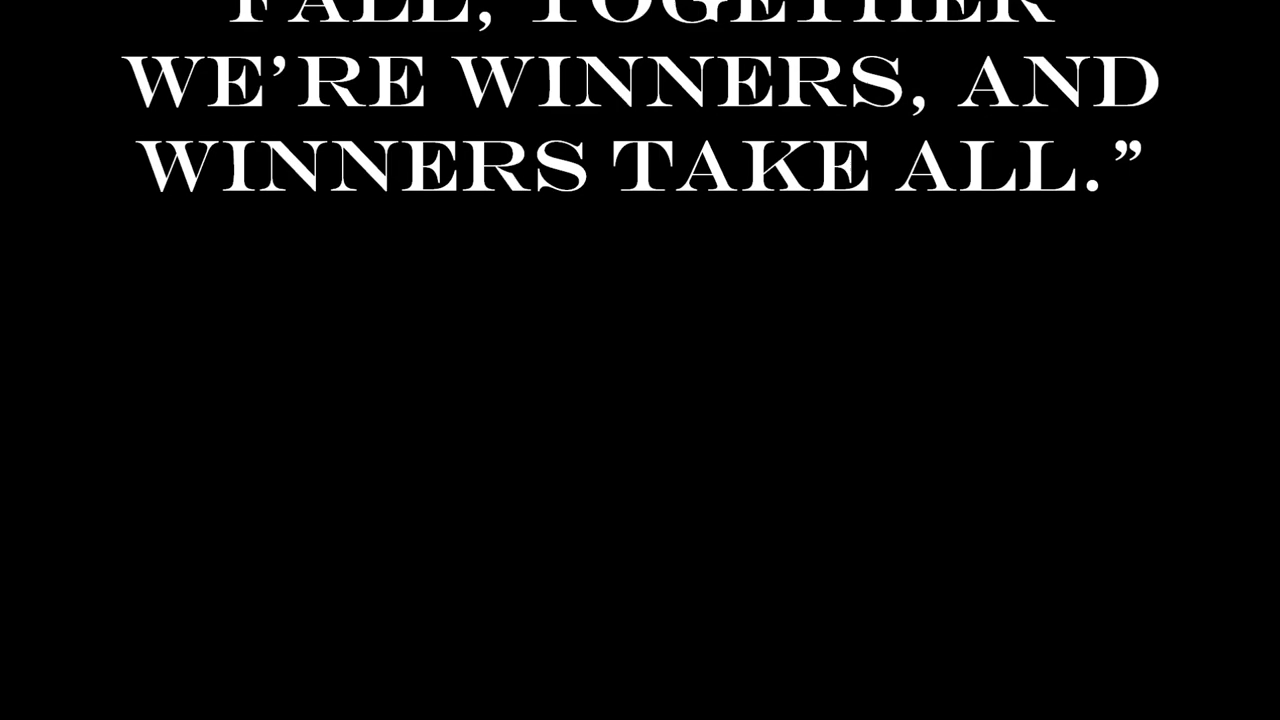 FALL, TOGETHER
WE’RE WINNERS, AND
WINNERS TAKE ALL.”